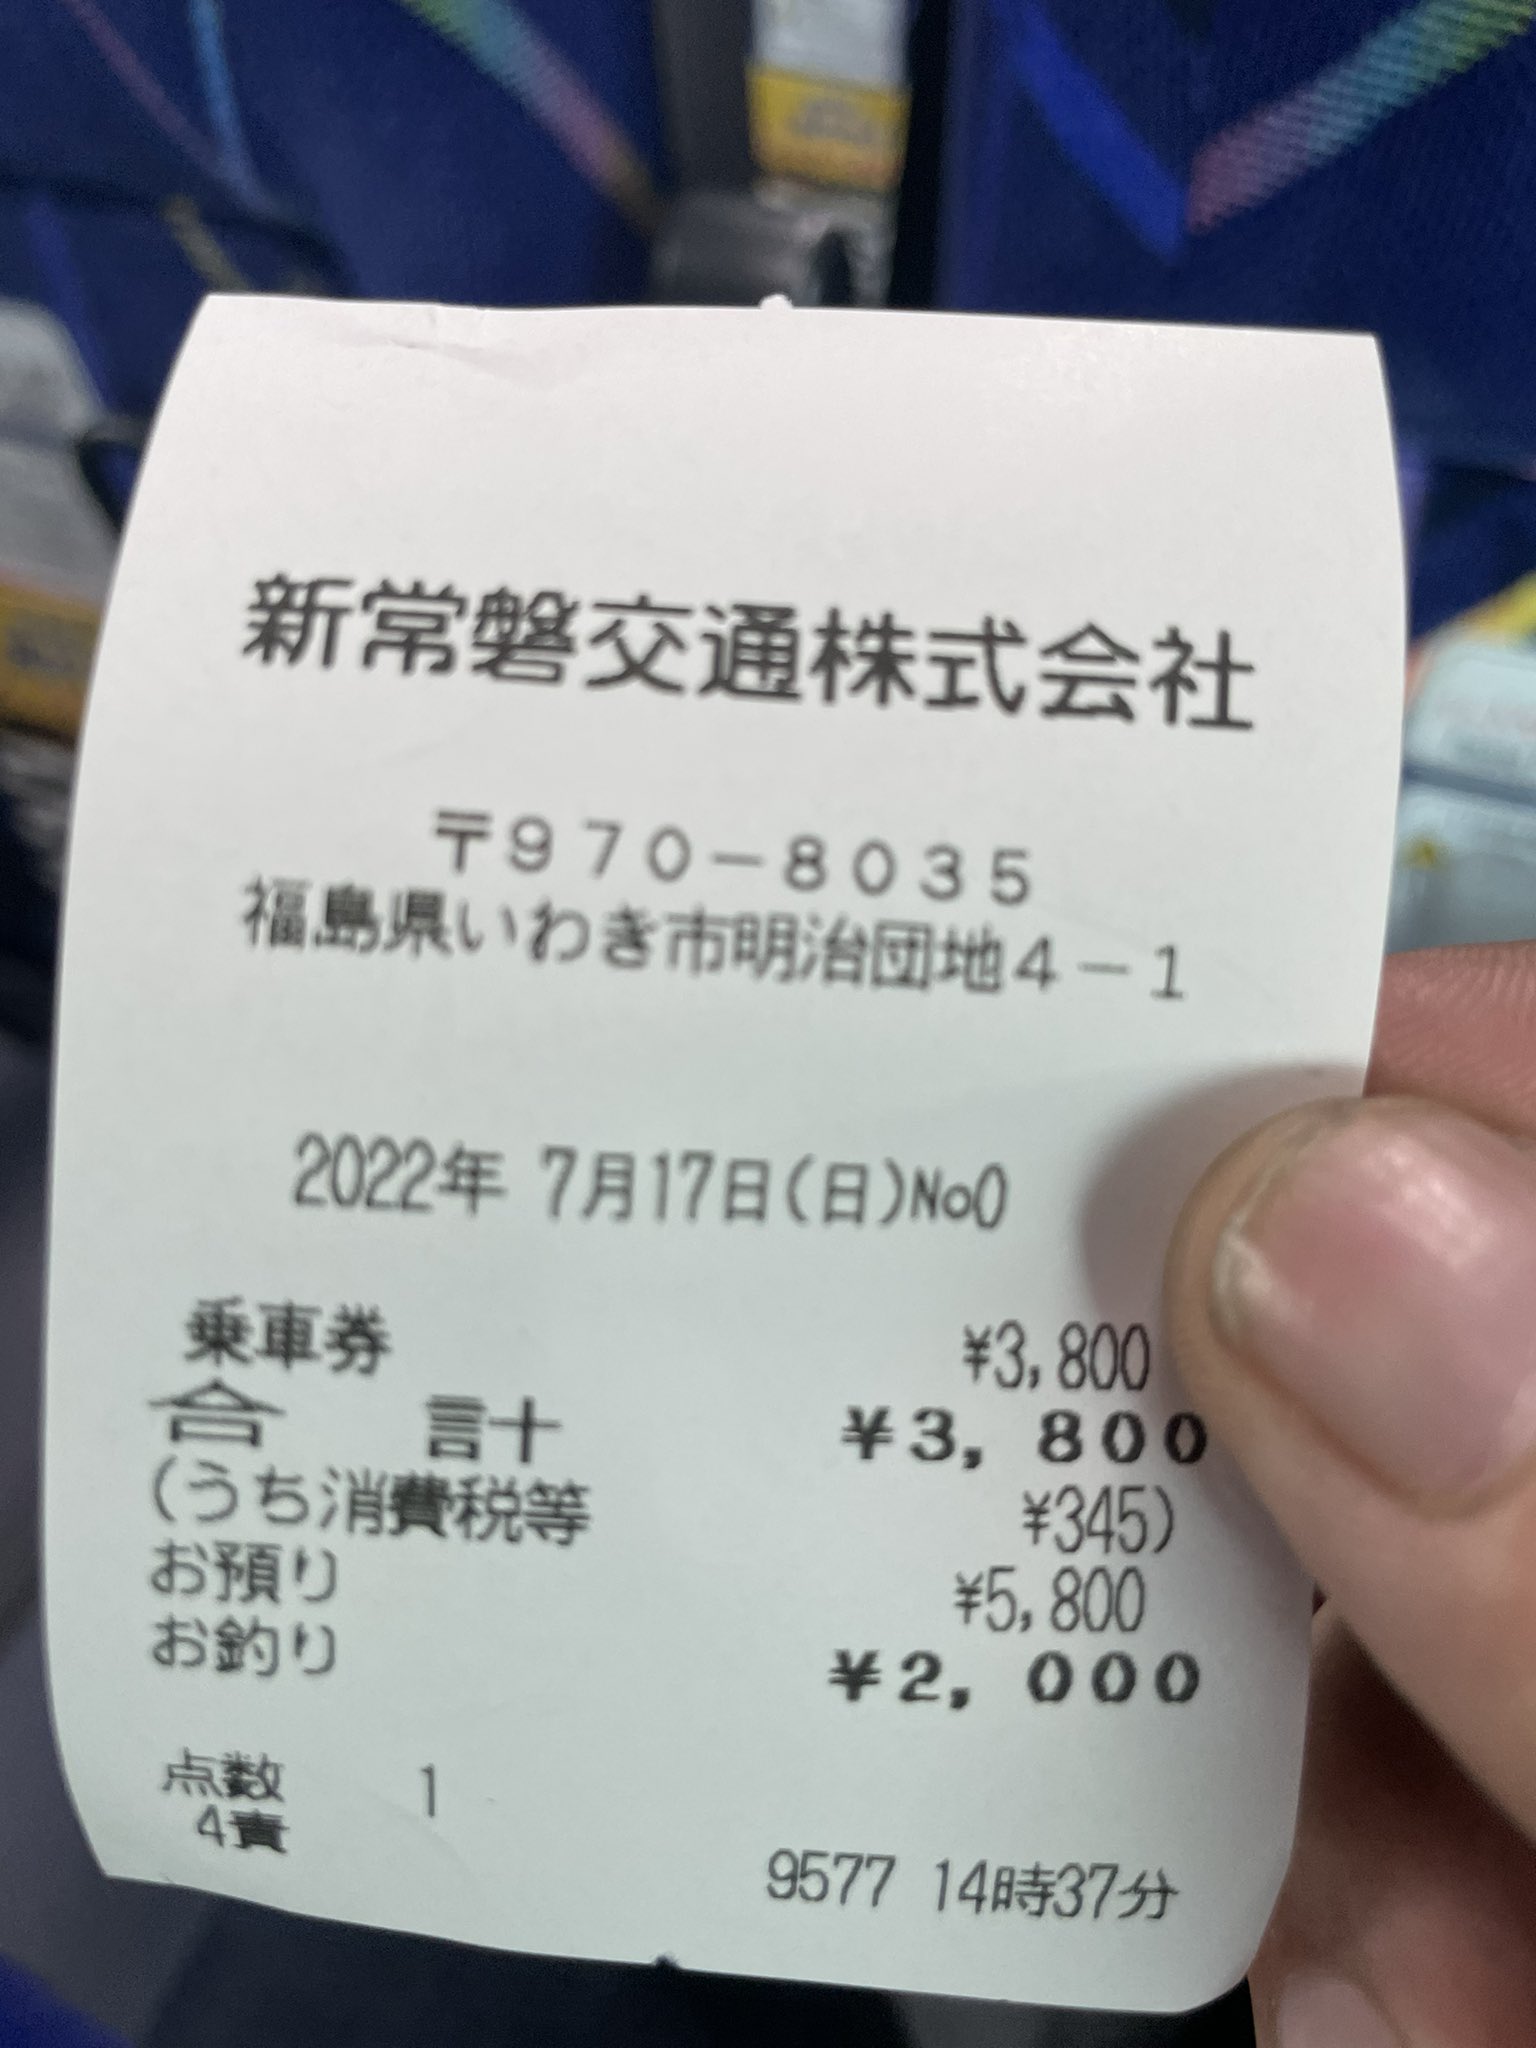 新常磐交通株式会社
〒970-8035
福島県いわき市明治団地4-1
2022年 7月17日(日)No0
乗車券 ¥3,800
合 計 ¥3,800
(うち消費税等 ¥345)
お預り ¥5,800
お釣り ¥2,000
点数 1
4責
9577 14時37分